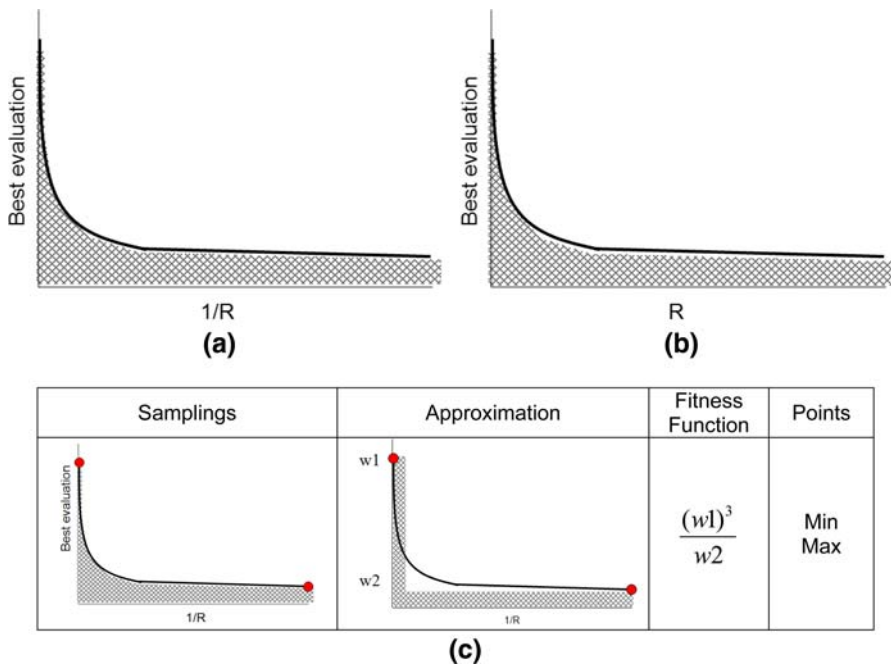 Best evaluation
1/R
(a)
Best evaluation
R
(b)
Samplings
Approximation
Fitness
Function
Points
Best evaluation
1/R
w1
w2
1/R
(w1)³
w2
Min
Max
(c)